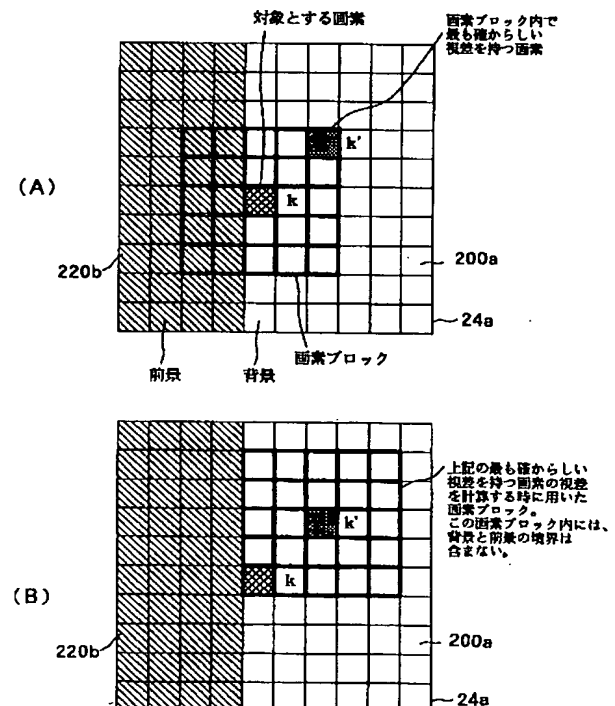 対象とする画素
画素ブロック内で
最も確からしい
視差を持つ画素
k'
(A)
k
220b
200a
24a
前景
背景
画素ブロック
上記の最も確からしい
視差を持つ画素の視差
を計算する時に用いた
画素ブロック。
この画素ブロック内には、
背景と前景の境界は
含まない。
k'
(B)
k
220b
200a
24a